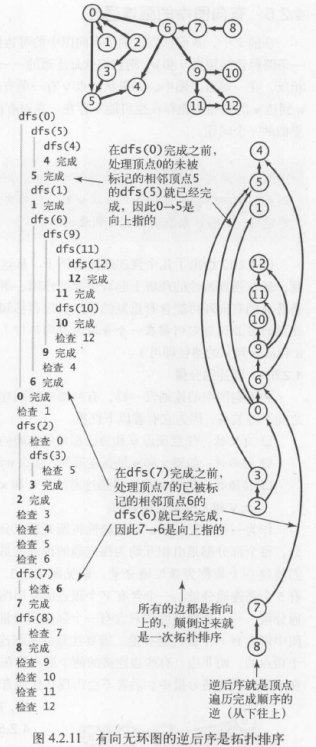 0
6
7
8
1
2
3
4
9
10
5
11
12
dfs(0)
dfs(5)
dfs(4)
4 完成
5 完成
dfs(1)
1 完成
dfs(6)
dfs(9)
dfs(11)
dfs(12)
12 完成
11 完成
dfs(10)
10 完成
检查 12
9 完成
检查 4
6 完成
0 完成
检查 1
dfs(2)
检查 0
dfs(3)
检查 5
3 完成
2 完成
检查 3
检查 4
检查 5
检查 6
dfs(7)
检查 6
7 完成
dfs(8)
检查 7
8 完成
检查 9
检查 10
检查 11
检查 12
在dfs(0)完成之前,
处理顶点0的未被
标记的相邻顶点5
的dfs(5)就已经完
成,因此0→5是
向上指的
4
5
1
12
11
10
9
6
0
3
2
7
8
在dfs(7)完成之前,
处理顶点7的已被标
记的相邻顶点6的
dfs(6)就已经完成,
因此7→6是向上指的
所有的边都是指向
上的,颠倒过来就
是一次拓扑排序
逆后序就是顶点
遍历完成顺序的
逆(从下往上)
图 4.2.11 有向无环图的逆后序是拓扑排序